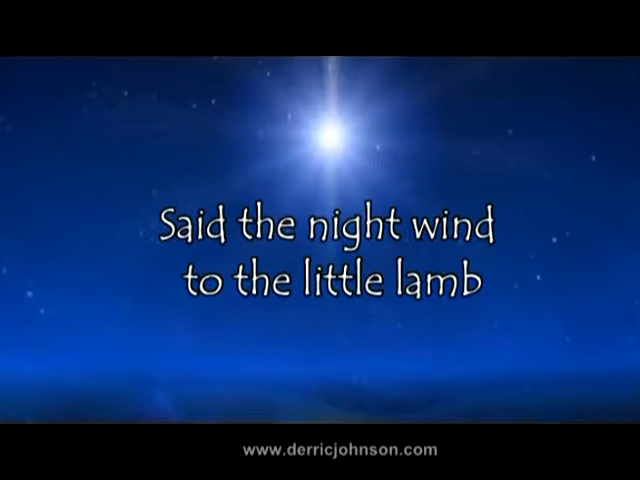 Said the night wind
to the little lamb
www.derricjohnson.com